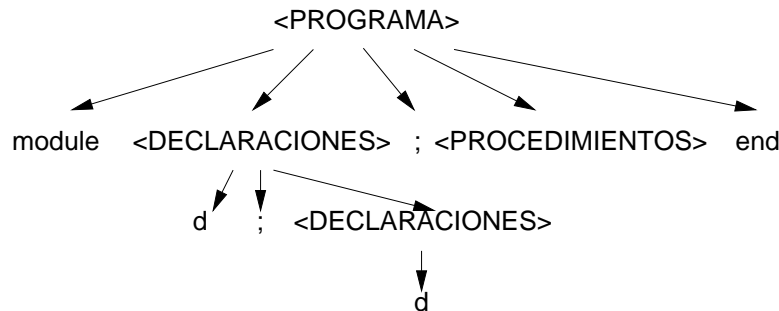 <PROGRAMA>
module <DECLARACIONES> ; <PROCEDIMIENTOS> end
d ; <DECLARACIONES>
d